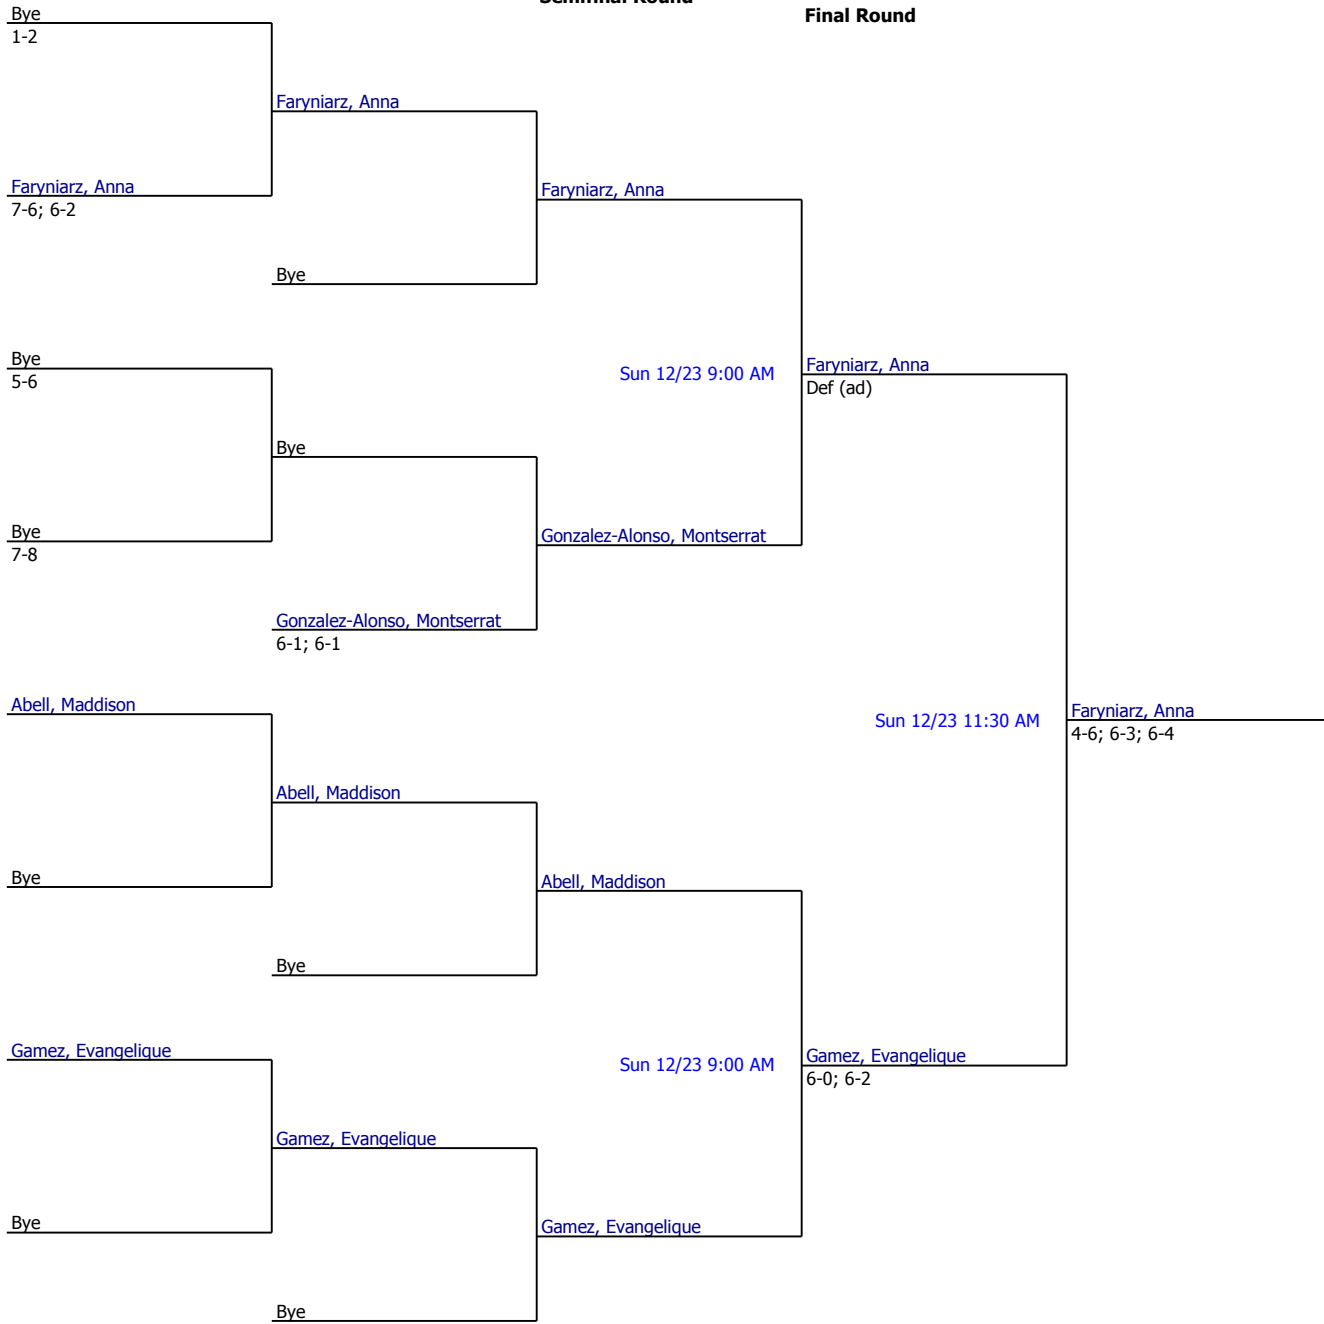 Semifinal Round
Final Round
Bye
1-2
Faryniarz, Anna
Faryniarz, Anna
7-6; 6-2
Faryniarz, Anna
Bye
Bye
5-6
Sun 12/23 9:00 AM
Faryniarz, Anna
Def (ad)
Bye
Bye
7-8
Gonzalez-Alonso, Montserrat
Gonzalez-Alonso, Montserrat
6-1; 6-1
Abell, Maddison
Sun 12/23 11:30 AM
Faryniarz, Anna
4-6; 6-3; 6-4
Abell, Maddison
Bye
Abell, Maddison
Bye
Gamez, Evangelique
Sun 12/23 9:00 AM
Gamez, Evangelique
6-0; 6-2
Gamez, Evangelique
Bye
Gamez, Evangelique
Bye